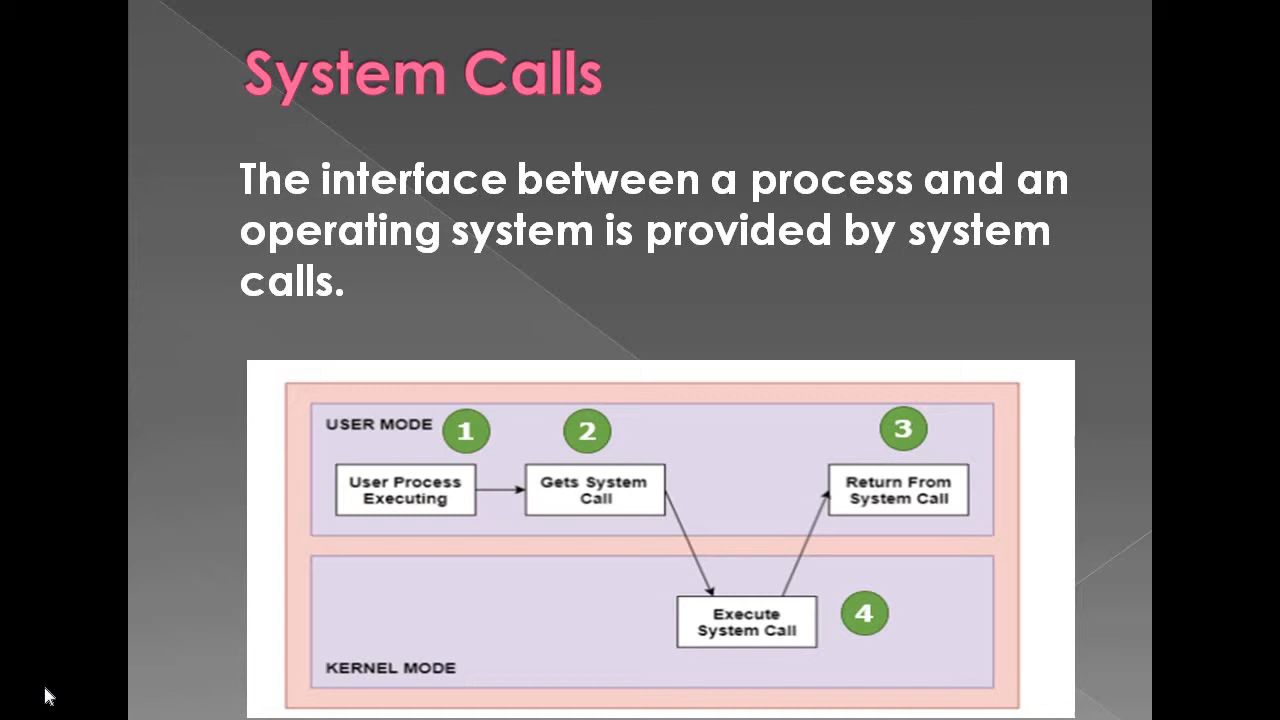 System Calls
The interface between a process and an
operating system is provided by system
calls.
USER MODE
1
2
3
User Process
Executing
Gets System
Call
Return From
System Call
Execute
System Call
4
KERNEL MODE